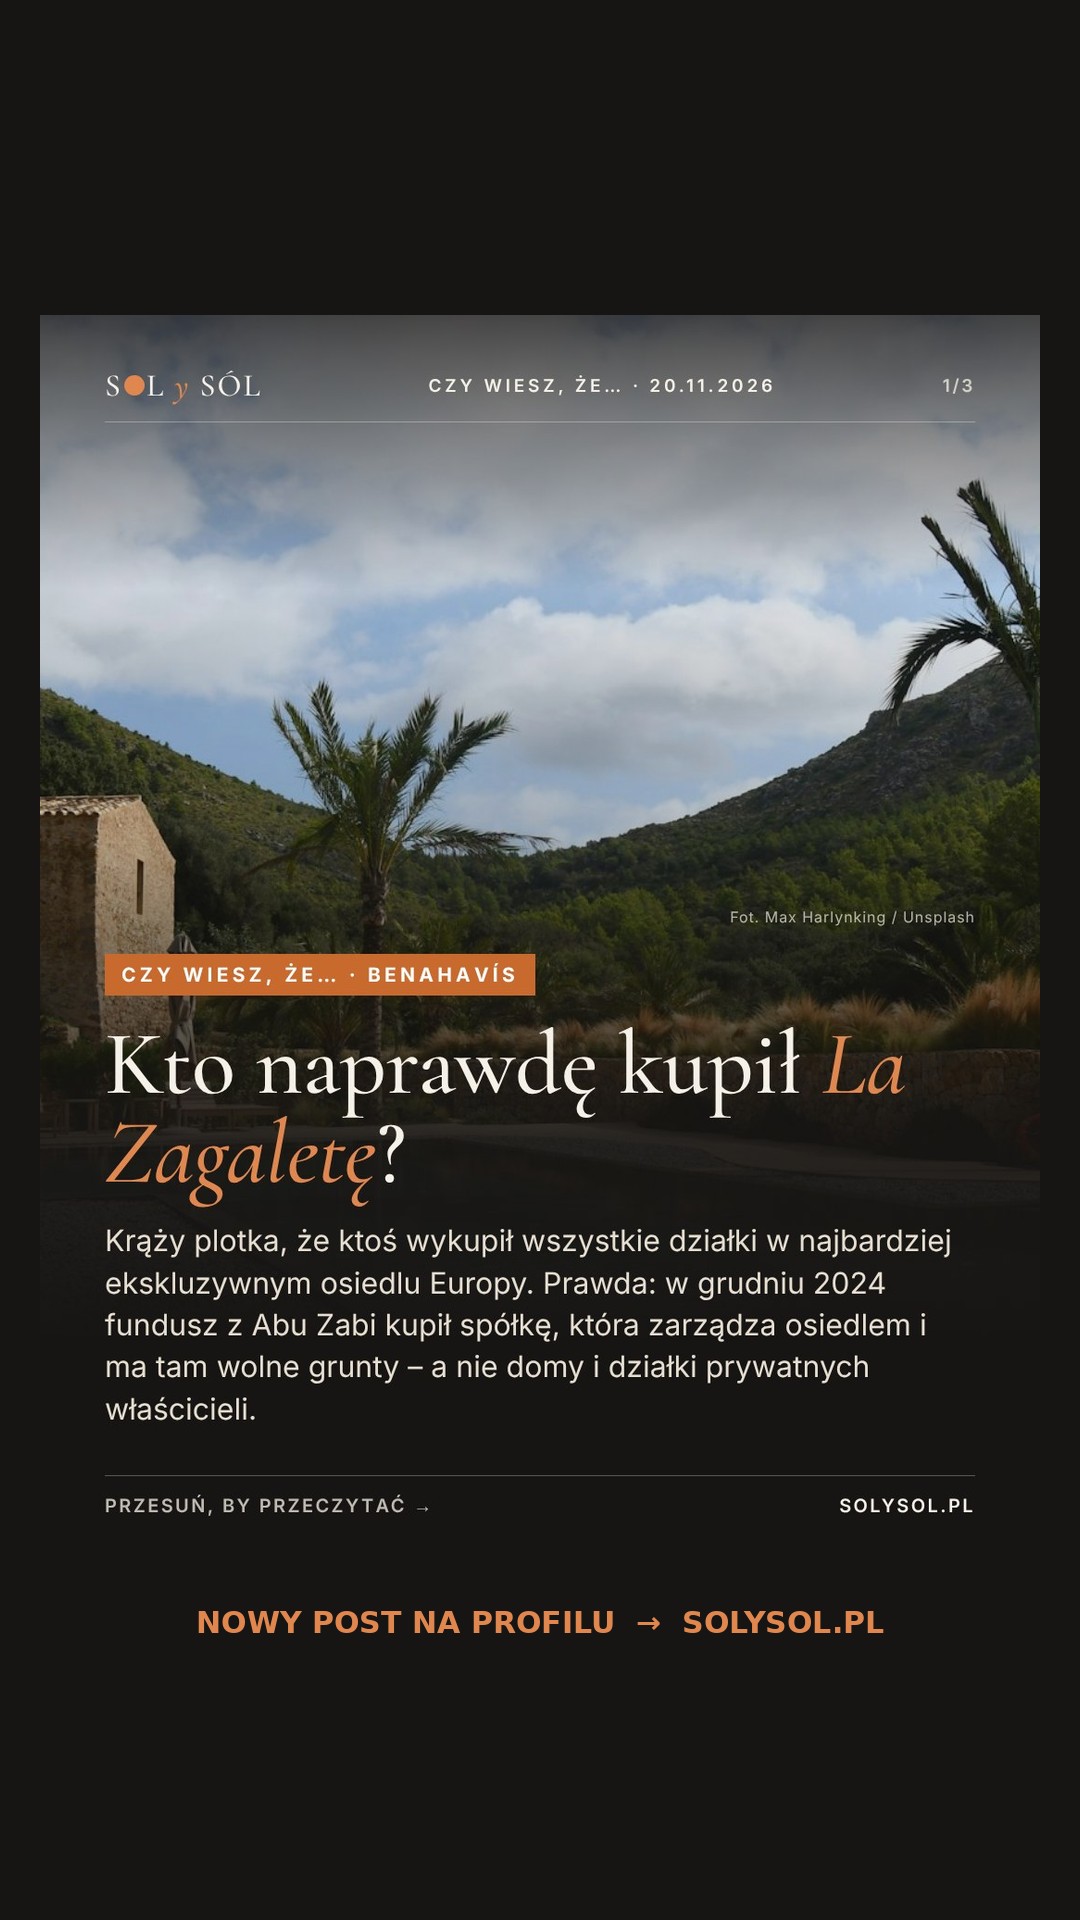 SOL y SÓL
CZY WIESZ, ŻE… · 20.11.2026
1/3
Fot. Max Harlynking / Unsplash
CZY WIESZ, ŻE… · BENAHAVÍS
Kto naprawdę kupił La
Zagaletę?
Krąży plotka, że ktoś wykupił wszystkie działki w najbardziej
ekskluzywnym osiedlu Europy. Prawda: w grudniu 2024
fundusz z Abu Zabi kupił spółkę, która zarządza osiedlem i
ma tam wolne grunty – a nie domy i działki prywatnych
właścicieli.
PRZESUŃ, BY PRZECZYTAĆ →
SOLYSOL.PL
NOWY POST NA PROFILU → SOLYSOL.PL